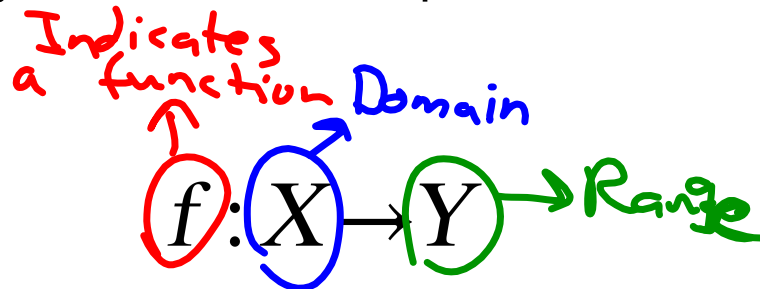 Indicates
a function
Domain
f : X → Y
Range